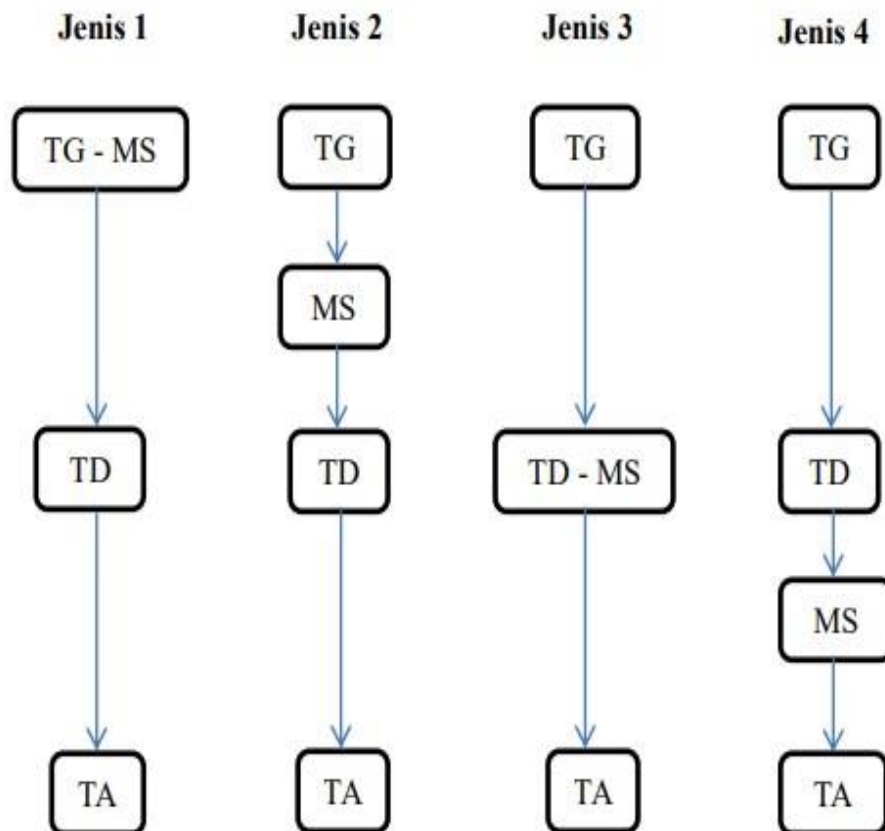 Jenis 1 Jenis 2 Jenis 3 Jenis 4
TG - MS TG TG TG
MS
TD TD TD - MS TD
MS
TA TA TA TA